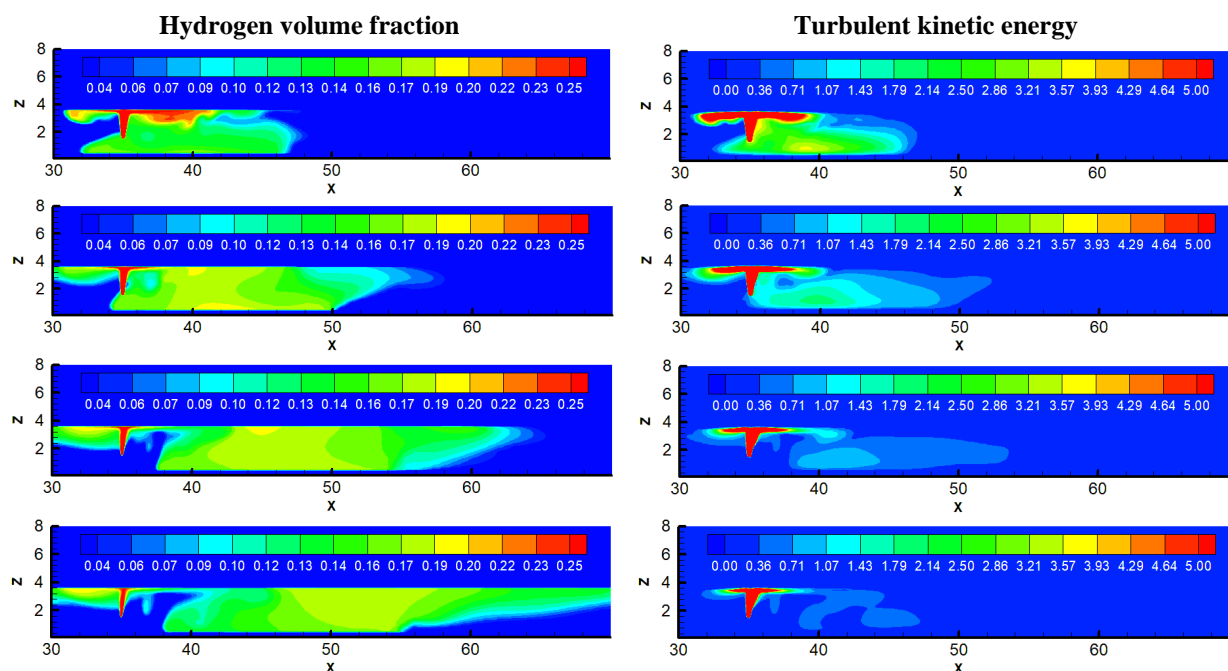 Hydrogen volume fraction
Turbulent kinetic energy
8
6
4
2
Z
0.04 0.06 0.07 0.09 0.10 0.12 0.13 0.14 0.16 0.17 0.19 0.20 0.22 0.23 0.25
30 40 50 60
X
8
6
4
2
Z
0.00 0.36 0.71 1.07 1.43 1.79 2.14 2.50 2.86 3.21 3.57 3.93 4.29 4.64 5.00
30 40 50 60
X
8
6
4
2
Z
0.04 0.06 0.07 0.09 0.10 0.12 0.13 0.14 0.16 0.17 0.19 0.20 0.22 0.23 0.25
30 40 50 60
X
8
6
4
2
Z
0.00 0.36 0.71 1.07 1.43 1.79 2.14 2.50 2.86 3.21 3.57 3.93 4.29 4.64 5.00
30 40 50 60
X
8
6
4
2
Z
0.04 0.06 0.07 0.09 0.10 0.12 0.13 0.14 0.16 0.17 0.19 0.20 0.22 0.23 0.25
30 40 50 60
X
8
6
4
2
Z
0.00 0.36 0.71 1.07 1.43 1.79 2.14 2.50 2.86 3.21 3.57 3.93 4.29 4.64 5.00
30 40 50 60
X
8
6
4
2
Z
0.04 0.06 0.07 0.09 0.10 0.12 0.13 0.14 0.16 0.17 0.19 0.20 0.22 0.23 0.25
30 40 50 60
X
8
6
4
2
Z
0.00 0.36 0.71 1.07 1.43 1.79 2.14 2.50 2.86 3.21 3.57 3.93 4.29 4.64 5.00
30 40 50 60
X